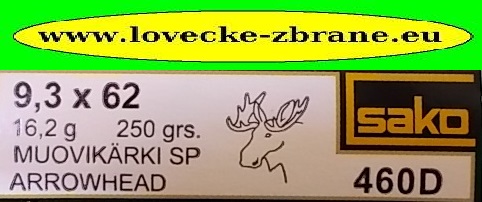 www.lovecke-zbrane.eu
9,3 x 62
16,2 g 250 grs.
MUOVIKÄRKI SP
ARROWHEAD
sako
460D